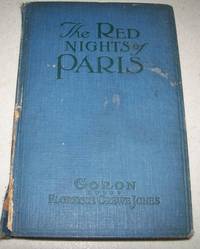 The RED
NIGHTS of
PARIS
GORON
FLORENCE CREWE-JONES